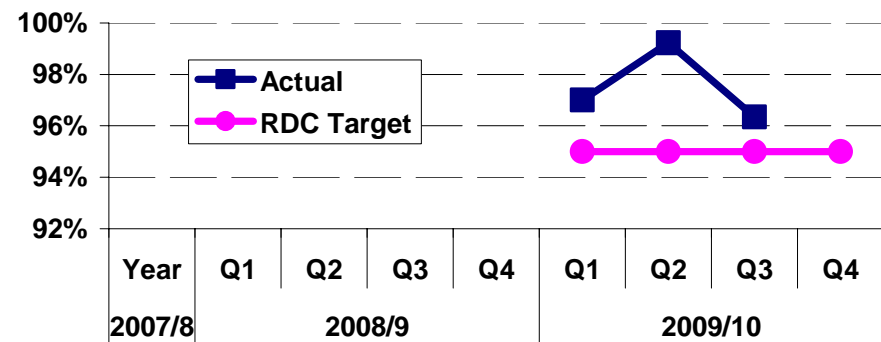 100%
98%
96%
94%
92%
Actual
RDC Target
Year Q1 Q2 Q3 Q4 Q1 Q2 Q3 Q4
2007/8 2008/9 2009/10